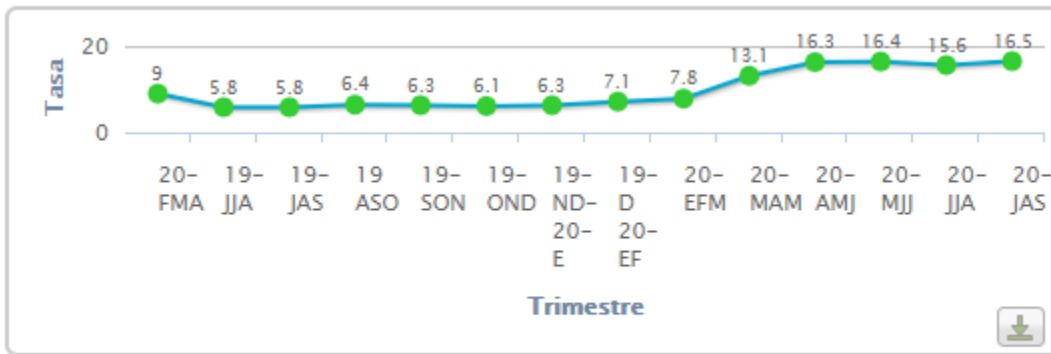 20
Tasa
0
9
5.8
5.8
6.4
6.3
6.1
6.3
7.1
7.8
13.1
16.3
16.4
15.6
16.5
20-
FMA
19-
JJA
19-
JAS
19
ASO
19-
SON
19-
OND
19-
ND-
20-
E
19-
D
20-
EF
20-
EFM
20-
MAM
20-
AMJ
20-
MJJ
20-
JJA
20-
JAS
Trimestre